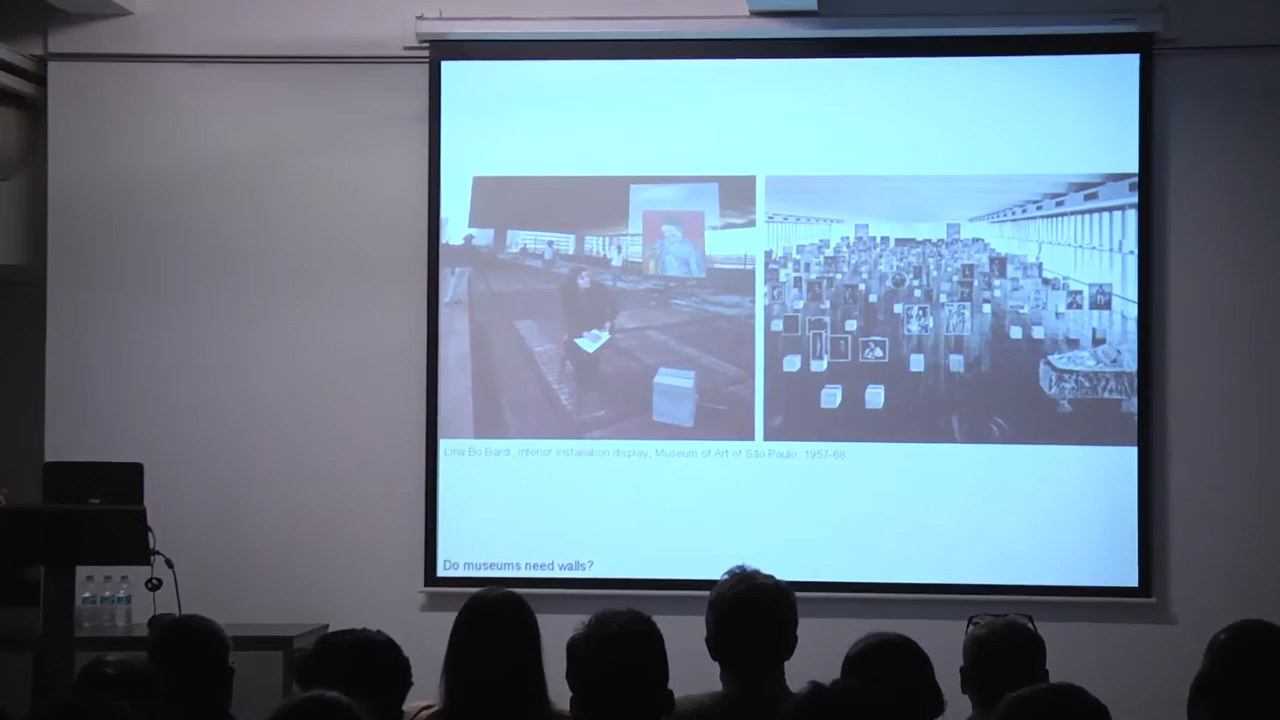 Lina Bo Bardi, interior installation display, Museum of Art of São Paulo, 1957-68
Do museums need walls?